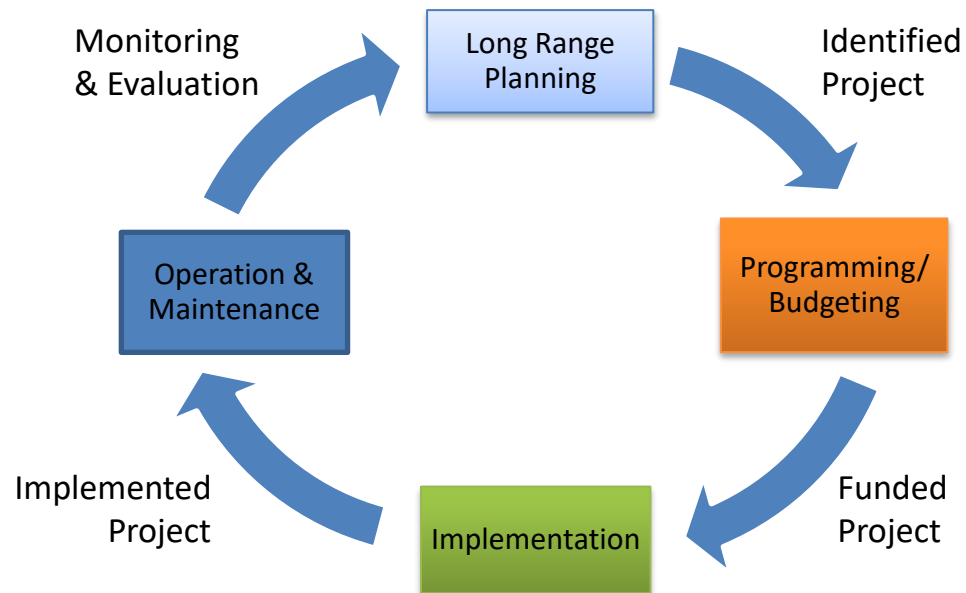 Monitoring
& Evaluation
Long Range
Planning
Identified
Project
Operation &
Maintenance
Programming/
Budgeting
Implemented
Project
Implementation
Funded
Project